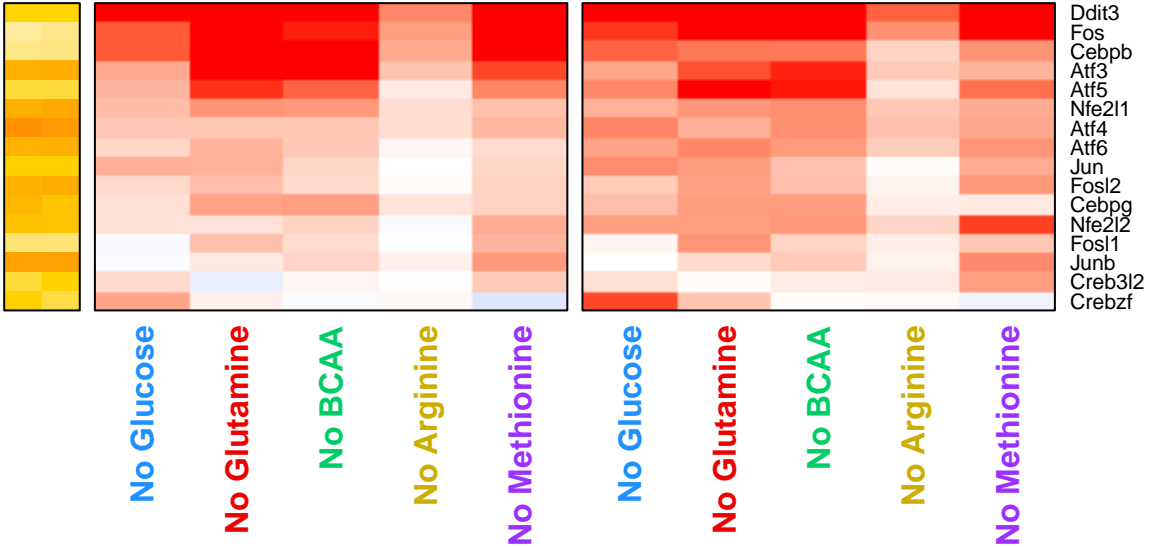 Ddit3
Fos
Cebpb
Atf3
Atf5
Nfe2l1
Atf4
Atf6
Jun
Fosl2
Cebpg
Nfe2l2
Fosl1
Junb
Creb3l2
Crebzf
No Glucose
No Glutamine
No BCAA
No Arginine
No Methionine
No Glucose
No Glutamine
No BCAA
No Arginine
No Methionine